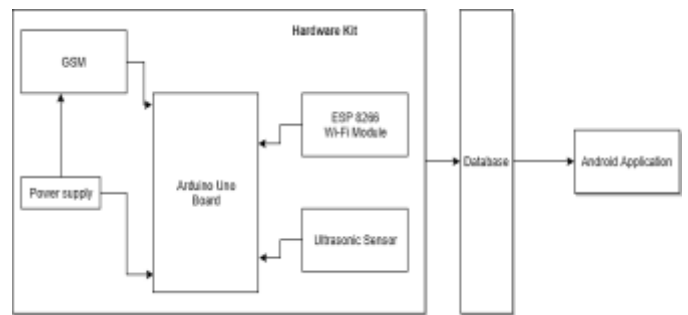 Hardware Kit
GSM
ESP 8266
Wi-Fi Module
Power supply
Arduino Uno
Board
Ultrasonic Sensor
Database
Android Application